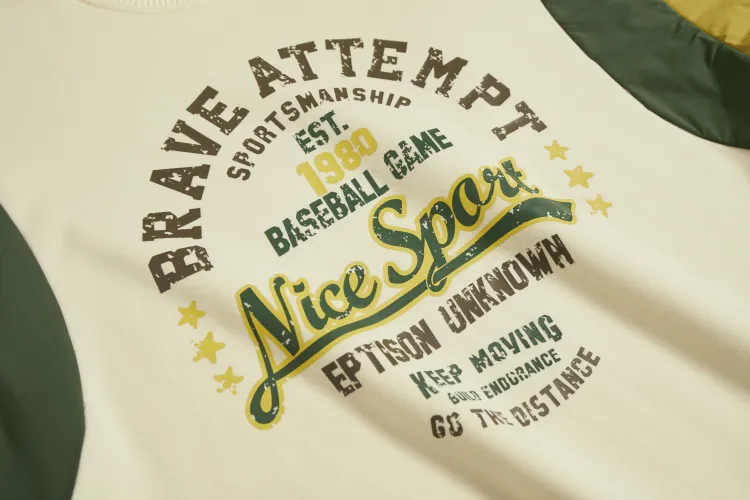 BRAVE ATTEMPT
SPORTSMANSHIP
EST.
1980
BASEBALL GAME
Nice Sport
EPTISON UNKNOWN
KEEP MOVING
BUILD ENDURANCE
GO THE DISTANCE